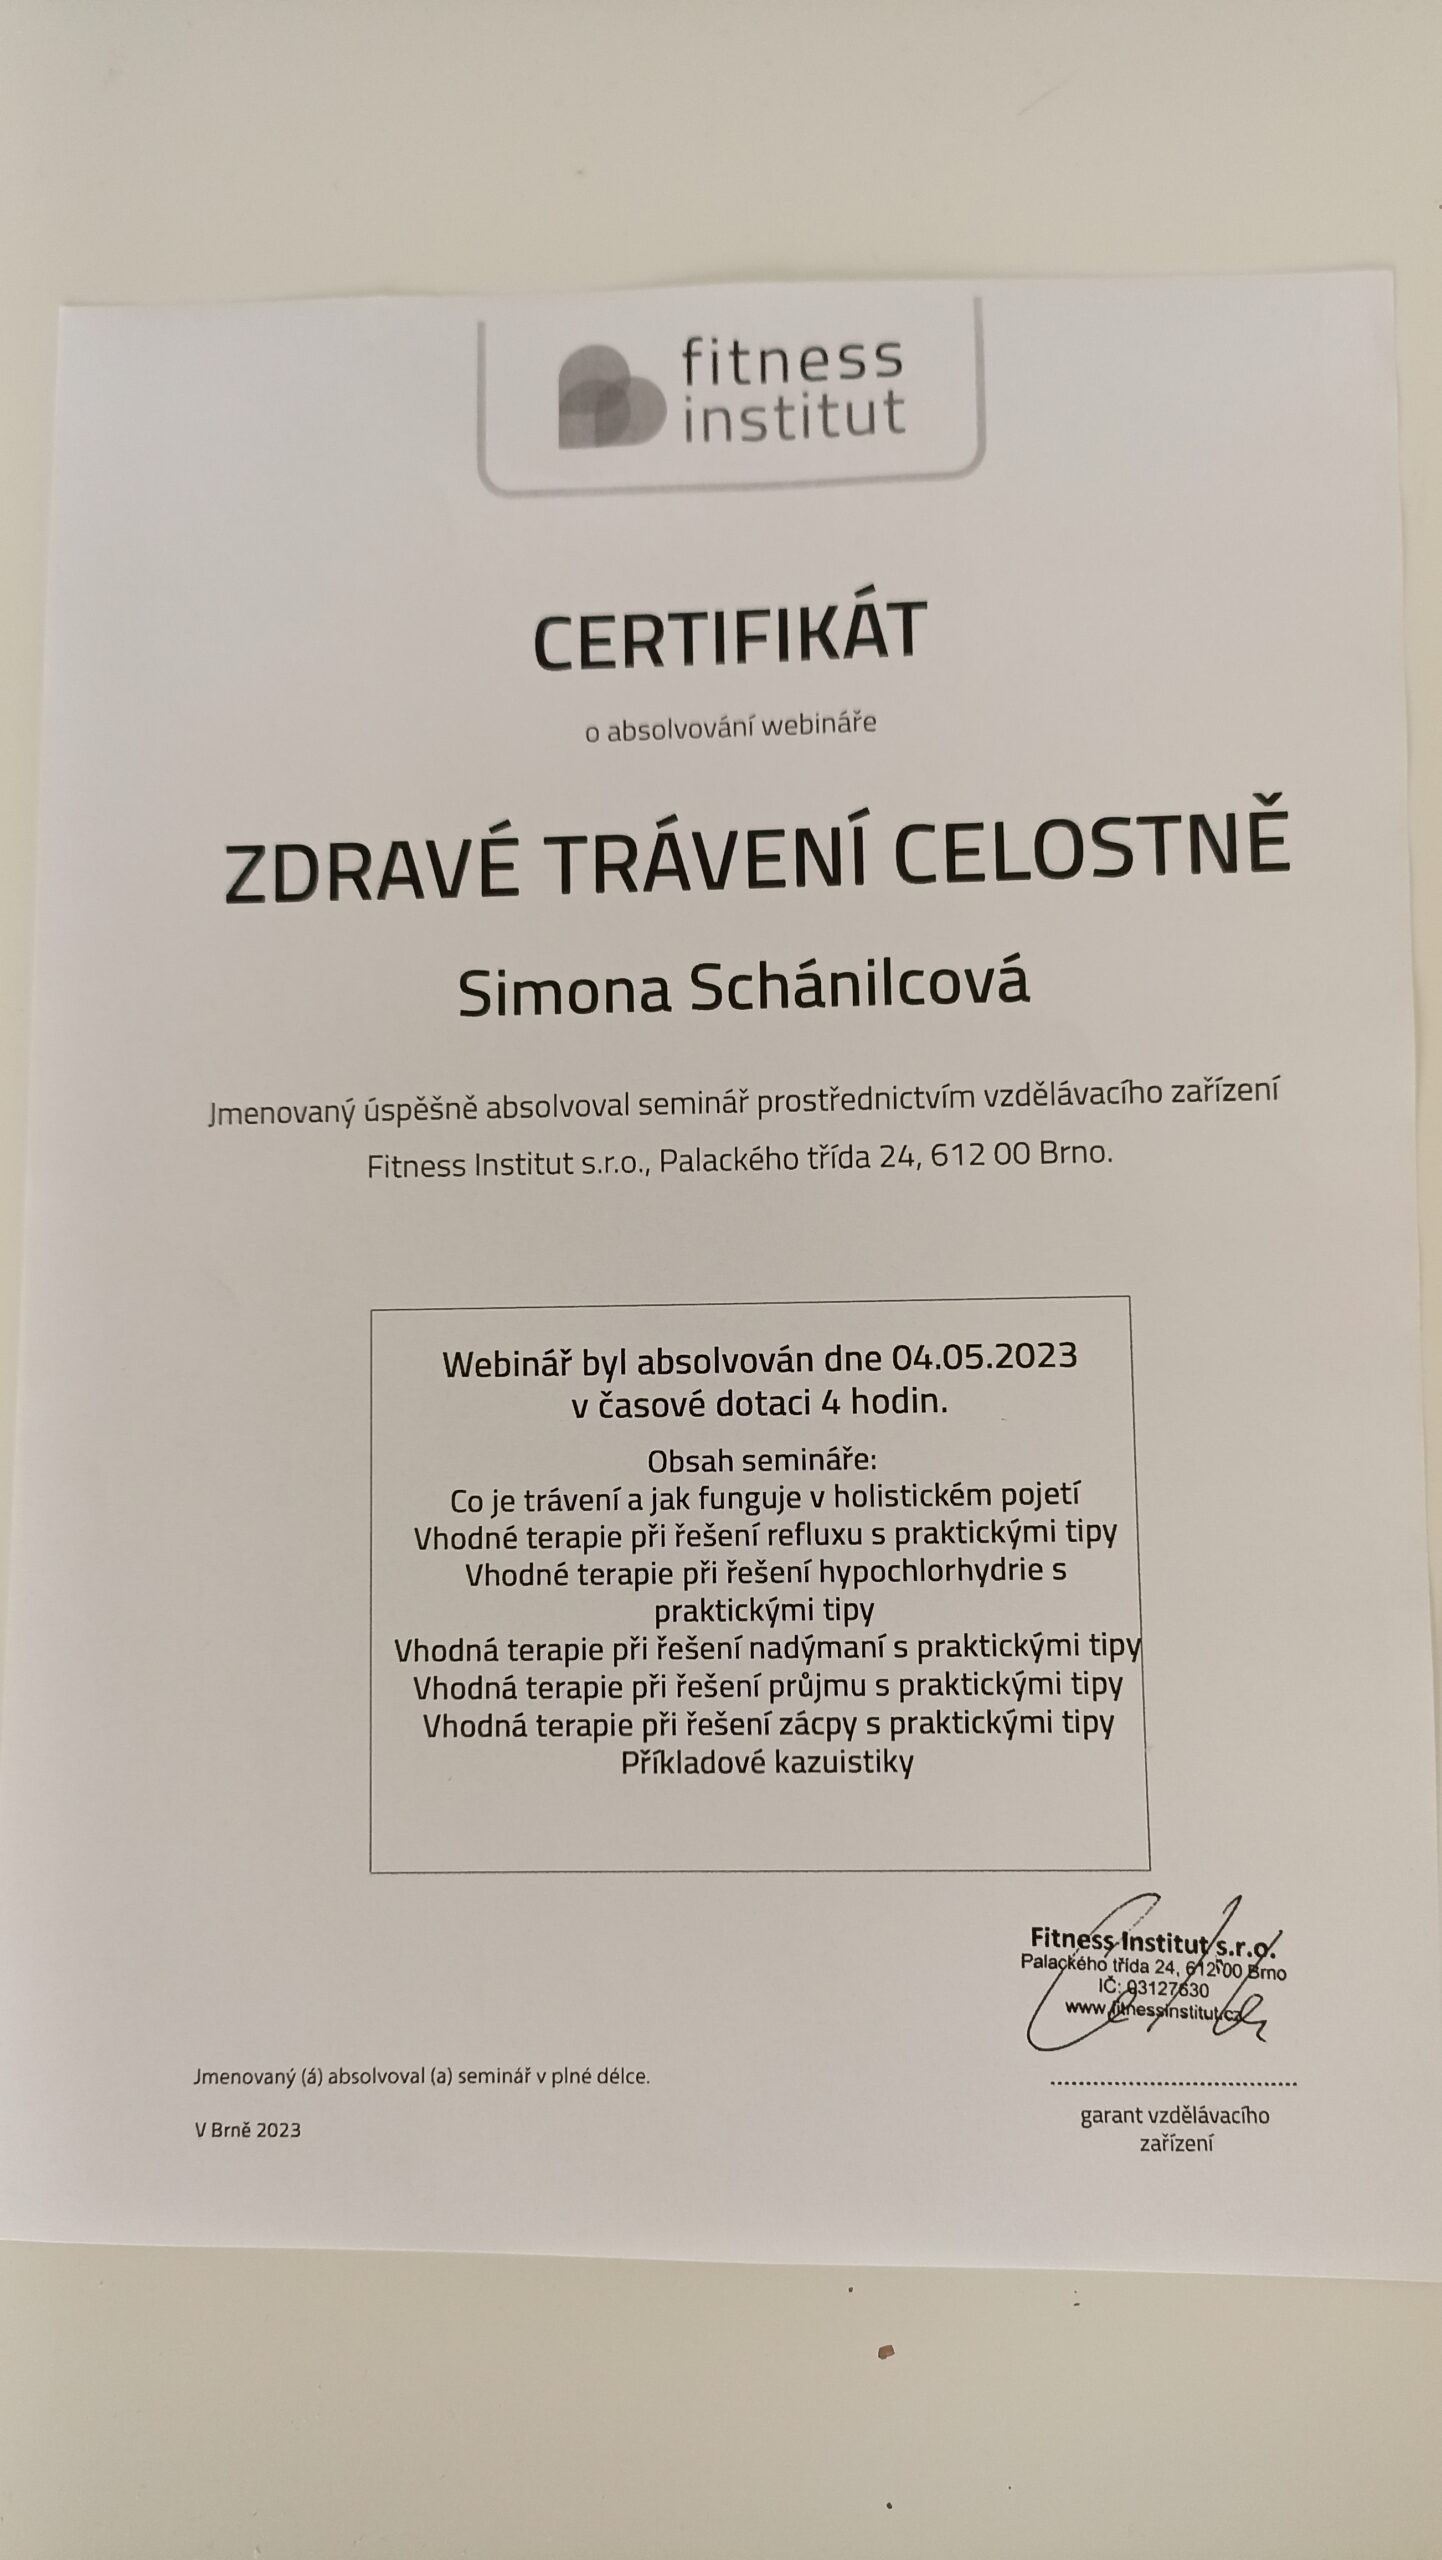 fitness
institut
CERTIFIKÁT
o absolvování webináře
ZDRAVÉ TRÁVENÍ CELOSTNĚ
Simona Schánilcová
Jmenovaný úspěšně absolvoval seminář prostřednictvím vzdělávacího zařízení
Fitness Institut s.r.o., Palackého třída 24, 612 00 Brno.
Webinář byl absolvován dne 04.05.2023
v časové dotaci 4 hodin.
Obsah semináře:
Co je trávení a jak funguje v holistickém pojetí
Vhodné terapie při řešení refluxu s praktickými tipy
Vhodné terapie při řešení hypochlorhydrie s
praktickými tipy
Vhodná terapie při řešení nadýmaní s praktickými tipy
Vhodná terapie při řešení průjmu s praktickými tipy
Vhodná terapie při řešení zácpy s praktickými tipy
Příkladové kazuistiky
Fitness Institut s.r.o.
Palackého třída 24, 612 00 Brno
IČ: 03127630
www.fitnessinstitut.cz
Jmenovaný (á) absolvoval (a) seminář v plné délce.
V Brně 2023
garant vzdělávacího
zařízení